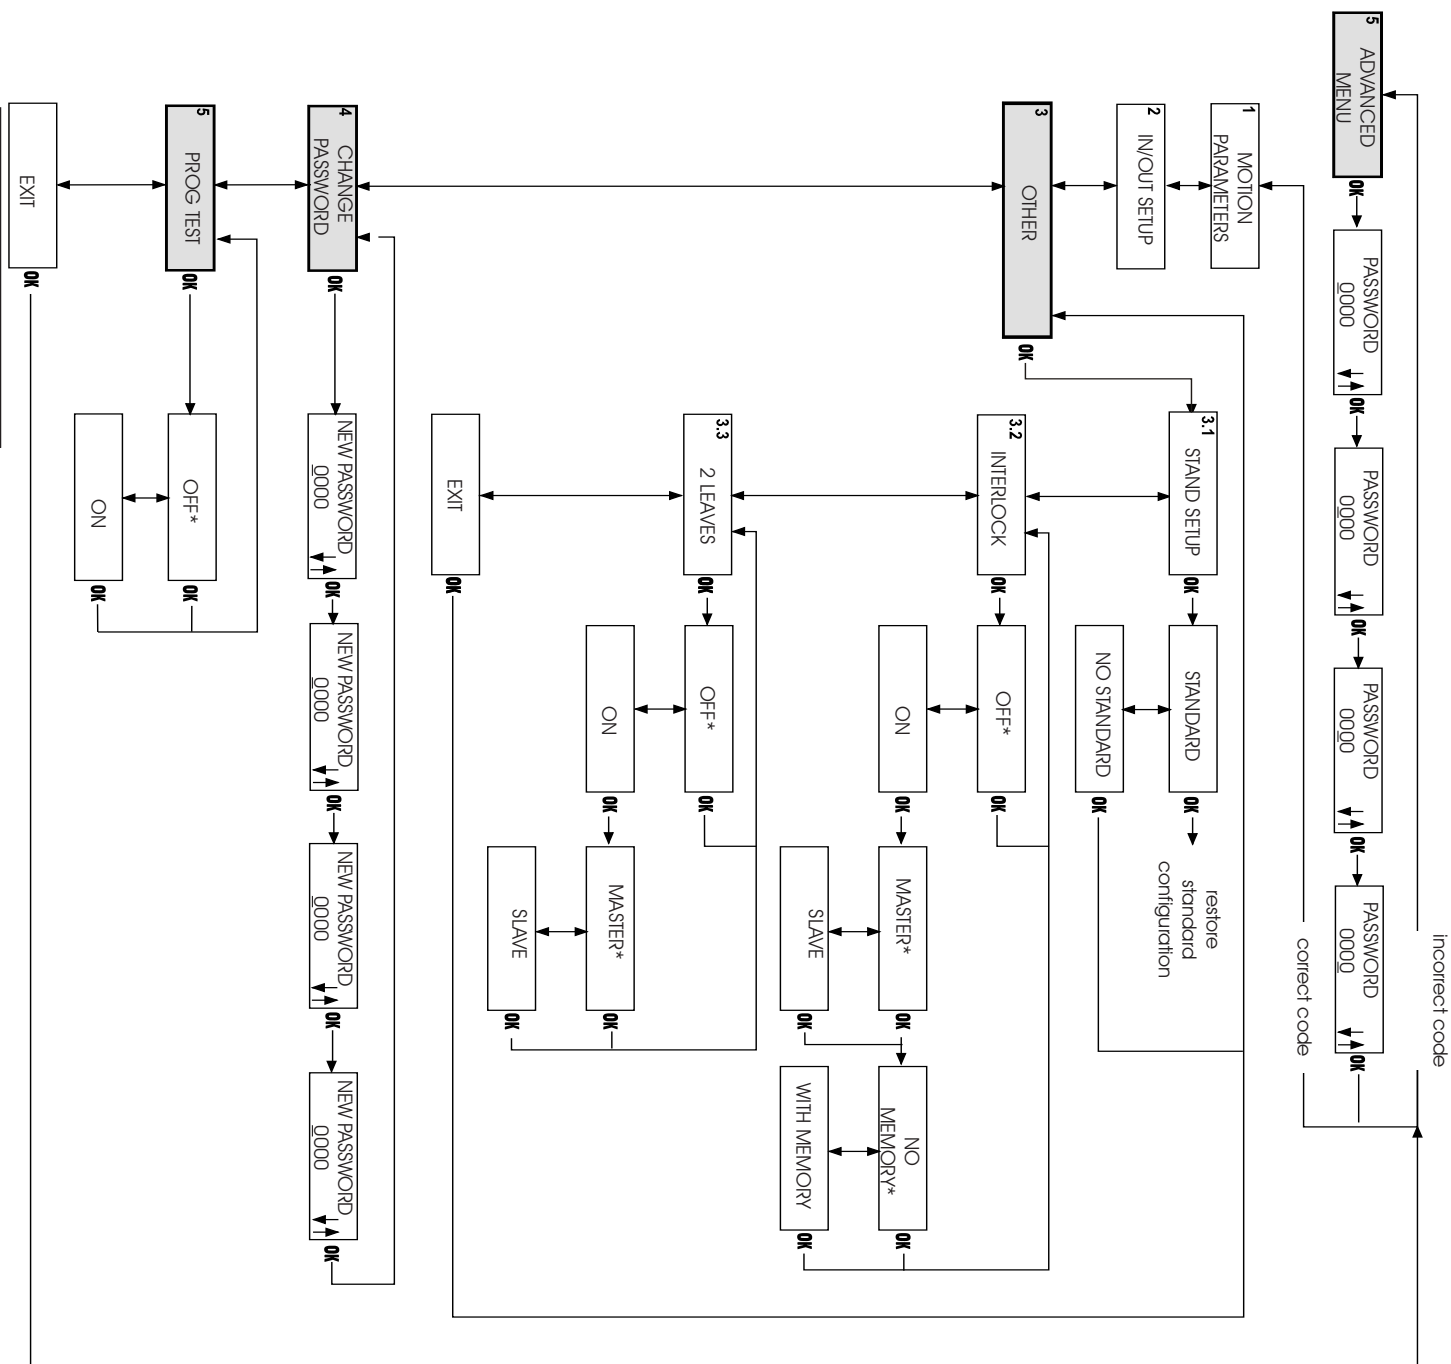 incorrect code
5
ADVANCED
MENU
OK
PASSWORD
0000
OK
PASSWORD
0000
OK
PASSWORD
0000
OK
PASSWORD
0000
OK
correct code
1
MOTION
PARAMETERS
2
IN/OUT SETUP
3
OTHER
OK
3.1
STAND SETUP
OK
STANDARD
OK
restore
standard
configuration
NO STANDARD
OK
3.2
INTERLOCK
OK
OFF*
OK
ON
OK
MASTER*
OK
NO
MEMORY*
OK
SLAVE
OK
WITH MEMORY
OK
3.3
2 LEAVES
OK
OFF*
OK
ON
OK
MASTER*
OK
SLAVE
OK
EXIT
OK
4
CHANGE
PASSWORD
OK
NEW PASSWORD
0000
OK
NEW PASSWORD
0000
OK
NEW PASSWORD
0000
OK
NEW PASSWORD
0000
OK
5
PROG TEST
OK
OFF*
OK
ON
OK
EXIT
OK